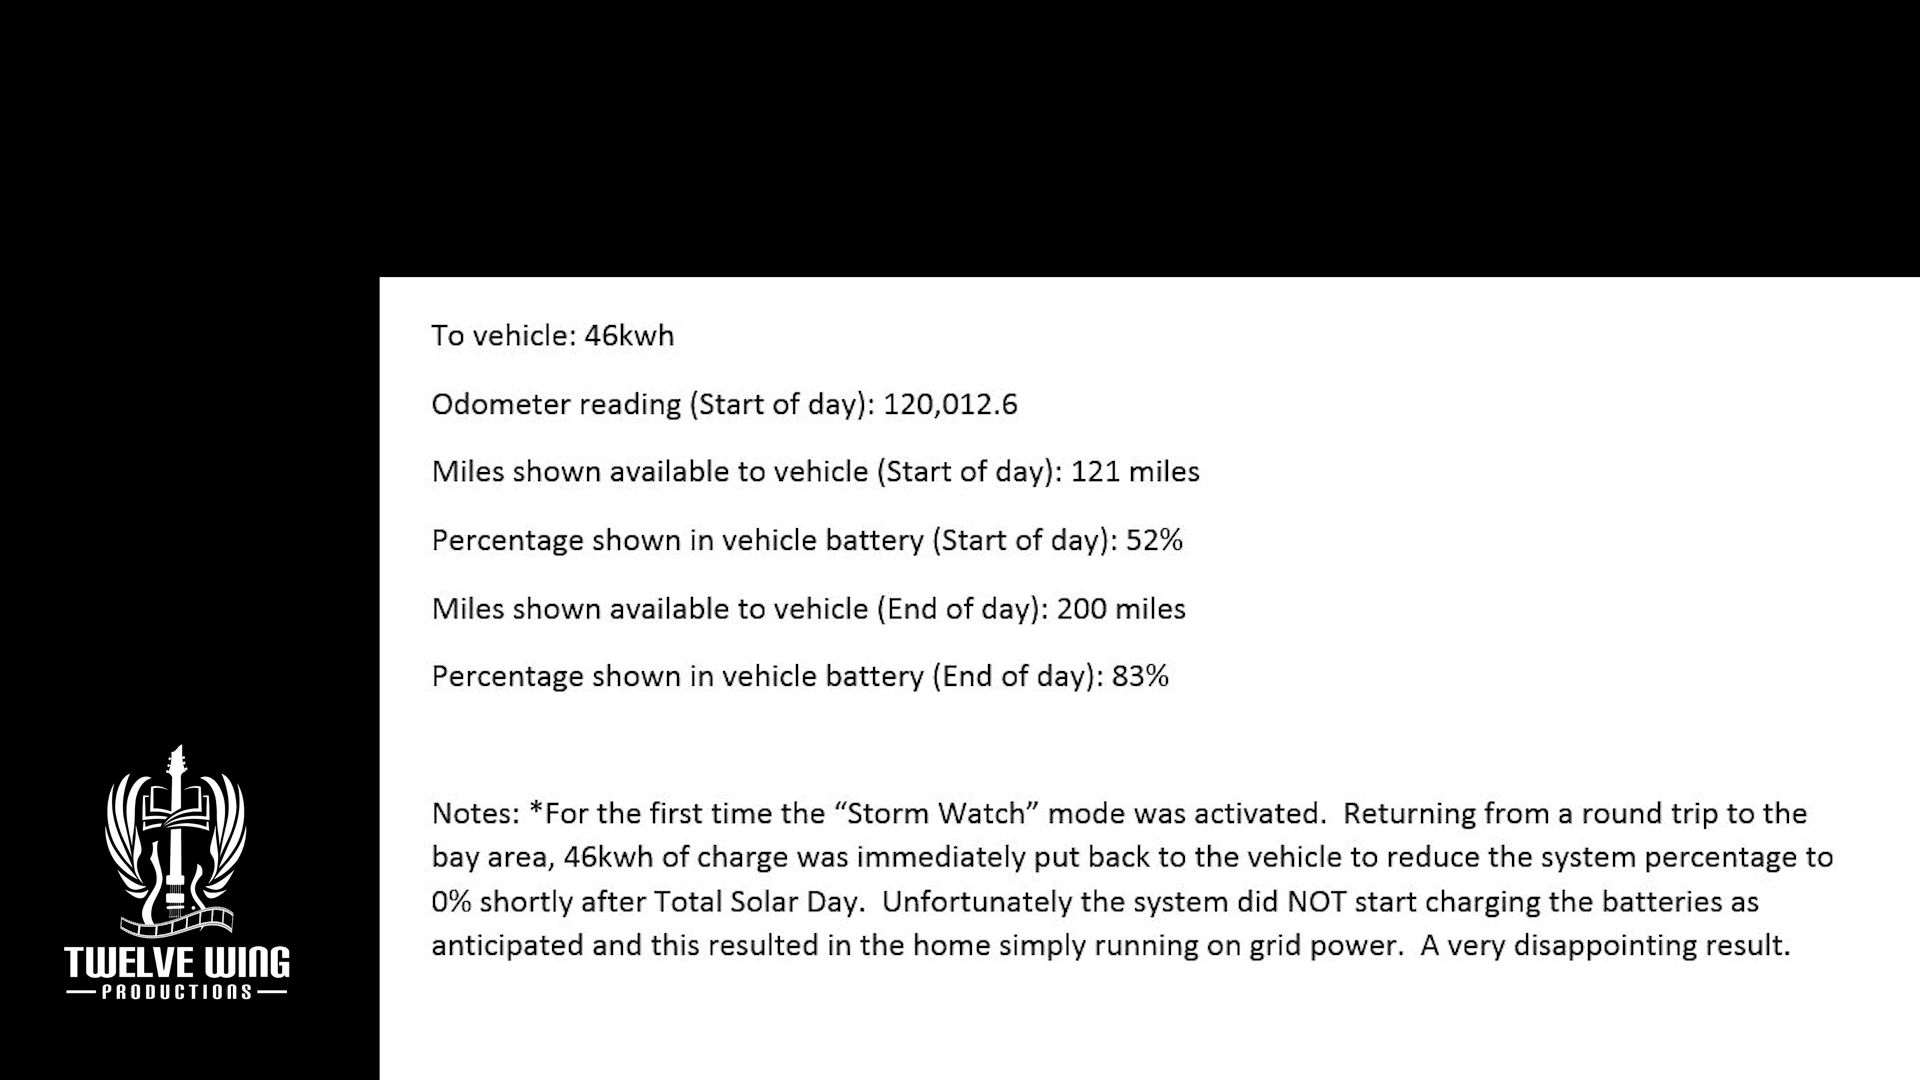 To vehicle: 46kwh
Odometer reading (Start of day): 120,012.6
Miles shown available to vehicle (Start of day): 121 miles
Percentage shown in vehicle battery (Start of day): 52%
Miles shown available to vehicle (End of day): 200 miles
Percentage shown in vehicle battery (End of day): 83%
Notes: *For the first time the “Storm Watch” mode was activated.  Returning from a round trip to the
bay area, 46kwh of charge was immediately put back to the vehicle to reduce the system percentage to
0% shortly after Total Solar Day.  Unfortunately the system did NOT start charging the batteries as
anticipated and this resulted in the home simply running on grid power.  A very disappointing result.
TWELVE WING
PRODUCTIONS